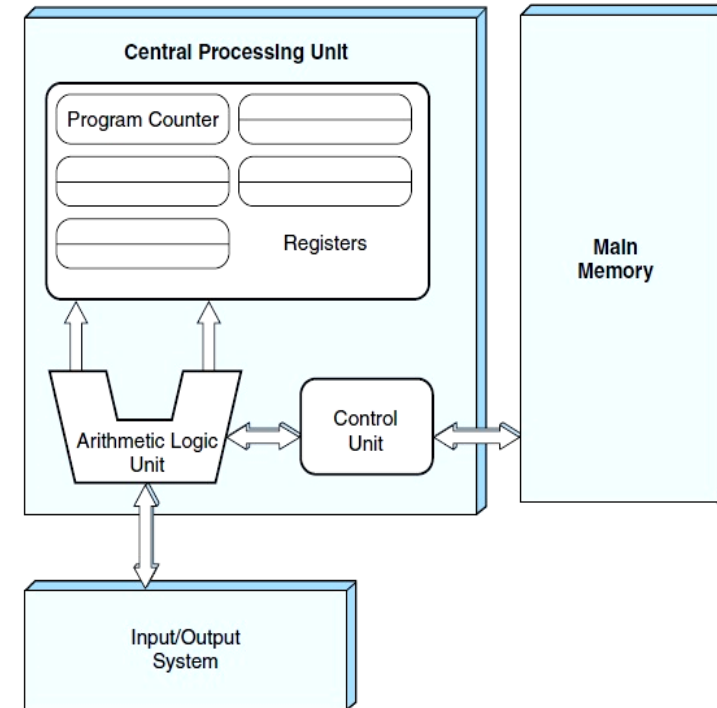 Central Processing Unit
Program Counter
Registers
Main
Memory
Arithmetic Logic
Unit
Control
Unit
Input/Output
System